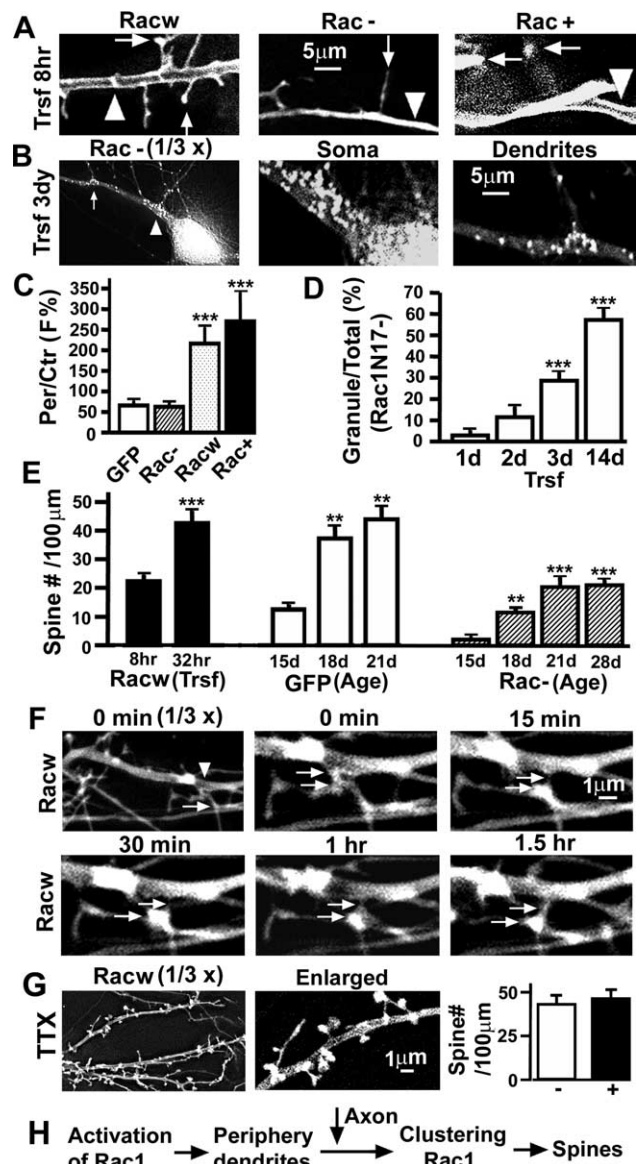 A Racw Rac - Rac +
Trsf 8hr
5μm
5μm
B Rac - (1/3 x) Soma Dendrites
Trsf 3dy
5μm
C
Per/Ctr (F%)
350
300
250
200
150
100
50
0
*** ***
GFP Rac- Racw Rac+
D
Granule/Total (%)
(Rac1N17-)
70
60
50
40
30
20
10
0
*** ***
1d 2d 3d 14d
Trsf
E
Spine # /100μm
50
40
30
20
10
0
*** ** ** ** *** ***
8hr 32hr 15d 18d 21d 15d 18d 21d 28d
Racw (Trsf) GFP (Age) Rac- (Age)
F 0 min (1/3 x) 0 min 15 min
Racw
1μm
30 min 1 hr 1.5 hr
Racw
G Racw (1/3 x) Enlarged
TTX
1μm
Spine#
/100μm
50
0
- +
H
Axon
Activation Periphery Clustering Spines
of Rac1 dendrites Rac1